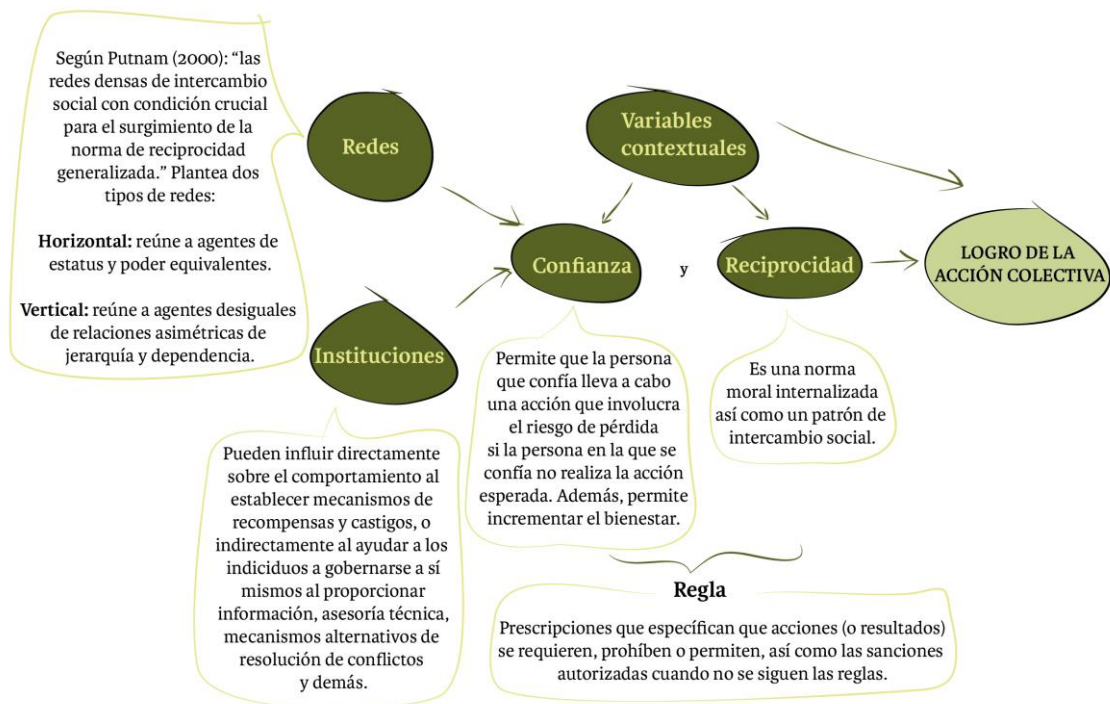 Según Putnam (2000): “las
redes densas de intercambio
social con condición crucial
para el surgimiento de la
norma de reciprocidad
generalizada.” Plantea dos
tipos de redes:
Horizontal: reúne a agentes de
estatus y poder equivalentes.
Vertical: reúne a agentes desiguales
de relaciones asimétricas de
jerarquía y dependencia.
Redes
Variables
contextuales
Confianza
y
Reciprocidad
LOGRO DE LA
ACCIÓN COLECTIVA
Instituciones
Pueden influir directamente
sobre el comportamiento al
establecer mecanismos de
recompensas y castigos, o
indirectamente al ayudar a los
indiciduos a gobernarse a sí
mismos al proporcionar
información, asesoría técnica,
mecanismos alternativos de
resolución de conflictos
y demás.
Permite que la persona
que confía lleva a cabo
una acción que involucra
el riesgo de pérdida
si la persona en la que se
confía no realiza la acción
esperada. Además, permite
incrementar el bienestar.
Es una norma
moral internalizada
así como un patrón de
intercambio social.
Regla
Prescripciones que específican que acciones (o resultados)
se requieren, prohíben o permiten, así como las sanciones
autorizadas cuando no se siguen las reglas.